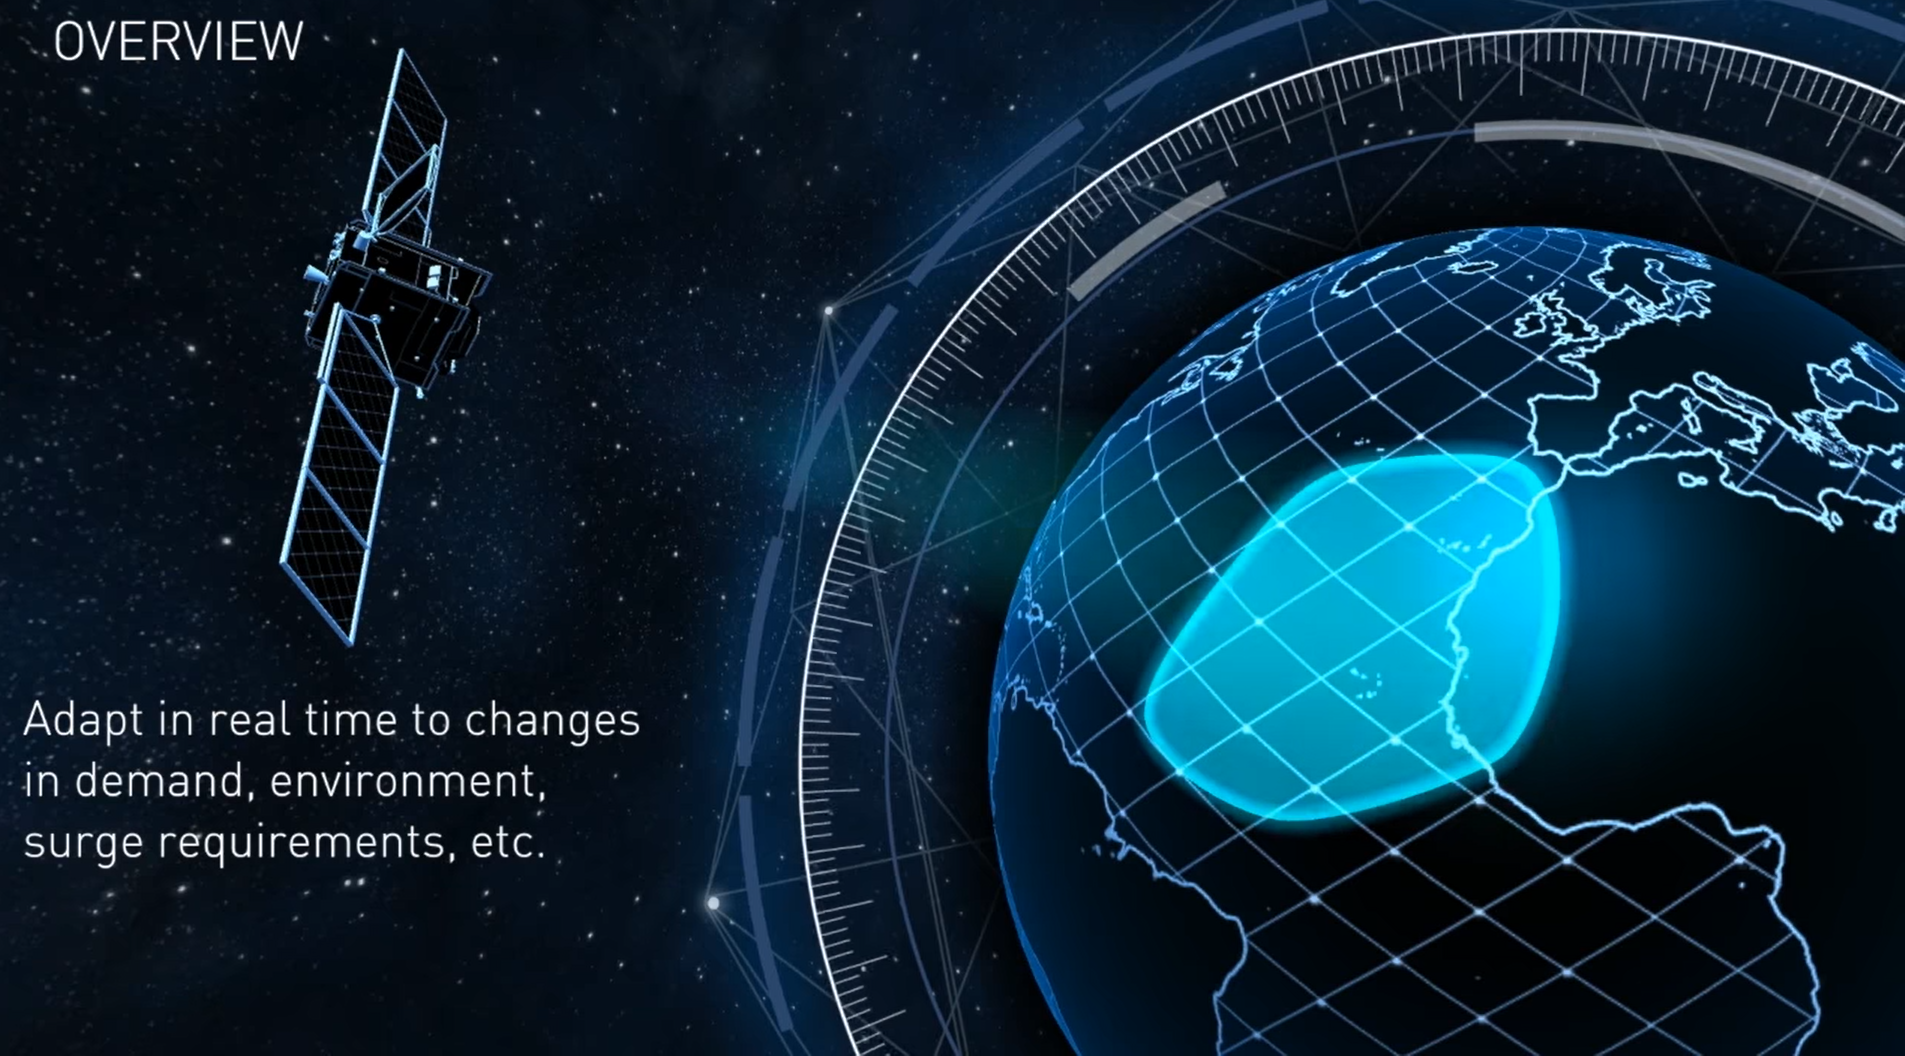 OVERVIEW
Adapt in real time to changes
in demand, environment,
surge requirements, etc.